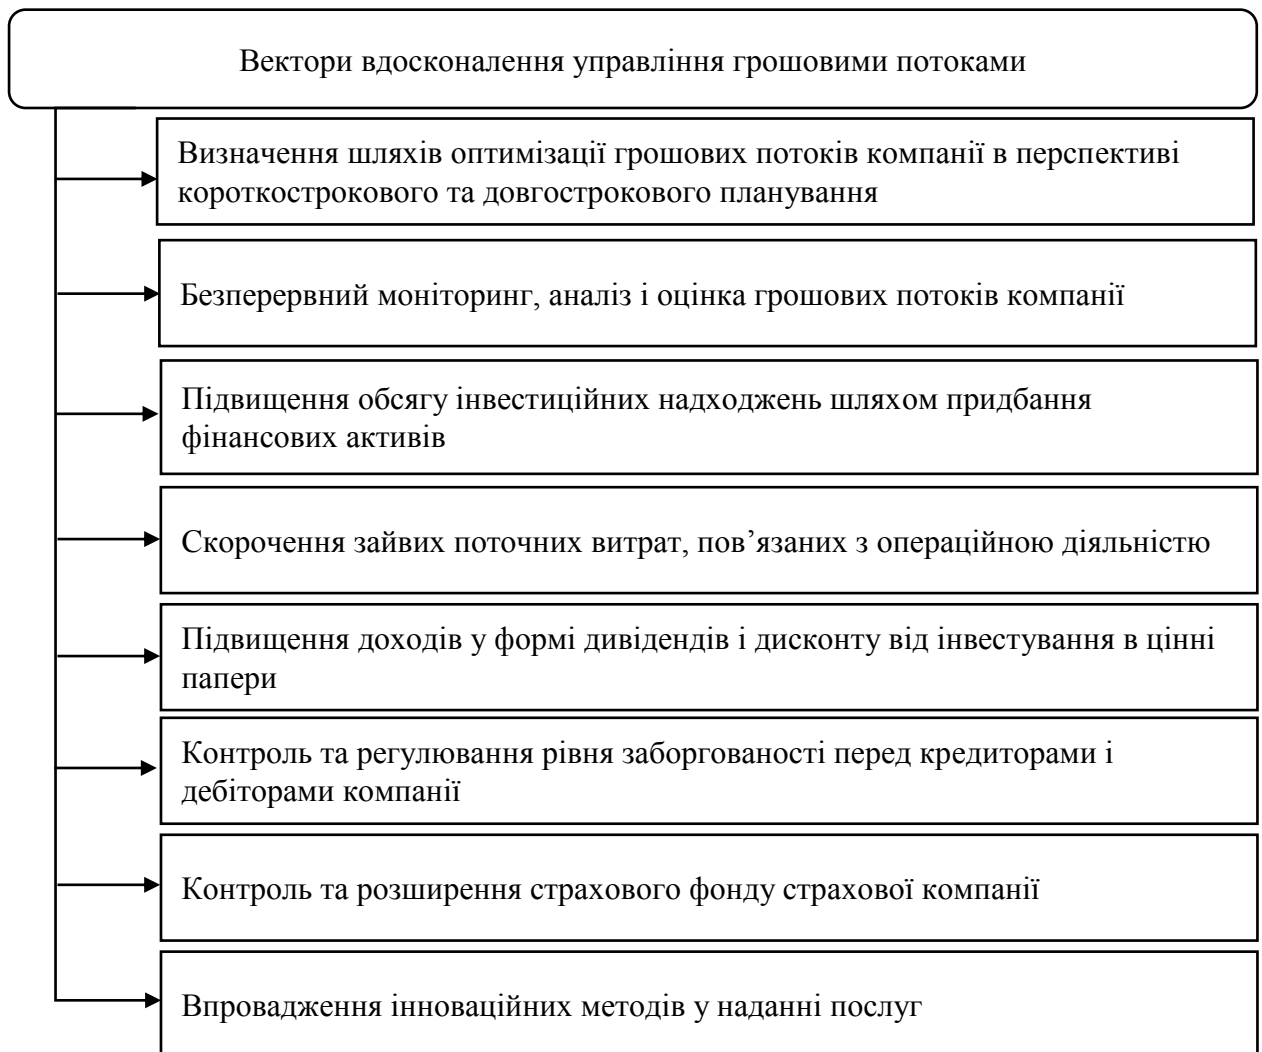 Вектори вдосконалення управління грошовими потоками
Визначення шляхів оптимізації грошових потоків компанії в перспективі
короткострокового та довгострокового планування
Безперервний моніторинг, аналіз і оцінка грошових потоків компанії
Підвищення обсягу інвестиційних надходжень шляхом придбання
фінансових активів
Скорочення зайвих поточних витрат, пов’язаних з операційною діяльністю
Підвищення доходів у формі дивідендів і дисконту від інвестування в цінні
папери
Контроль та регулювання рівня заборгованості перед кредиторами і
дебіторами компанії
Контроль та розширення страхового фонду страхової компанії
Впровадження інноваційних методів у наданні послуг